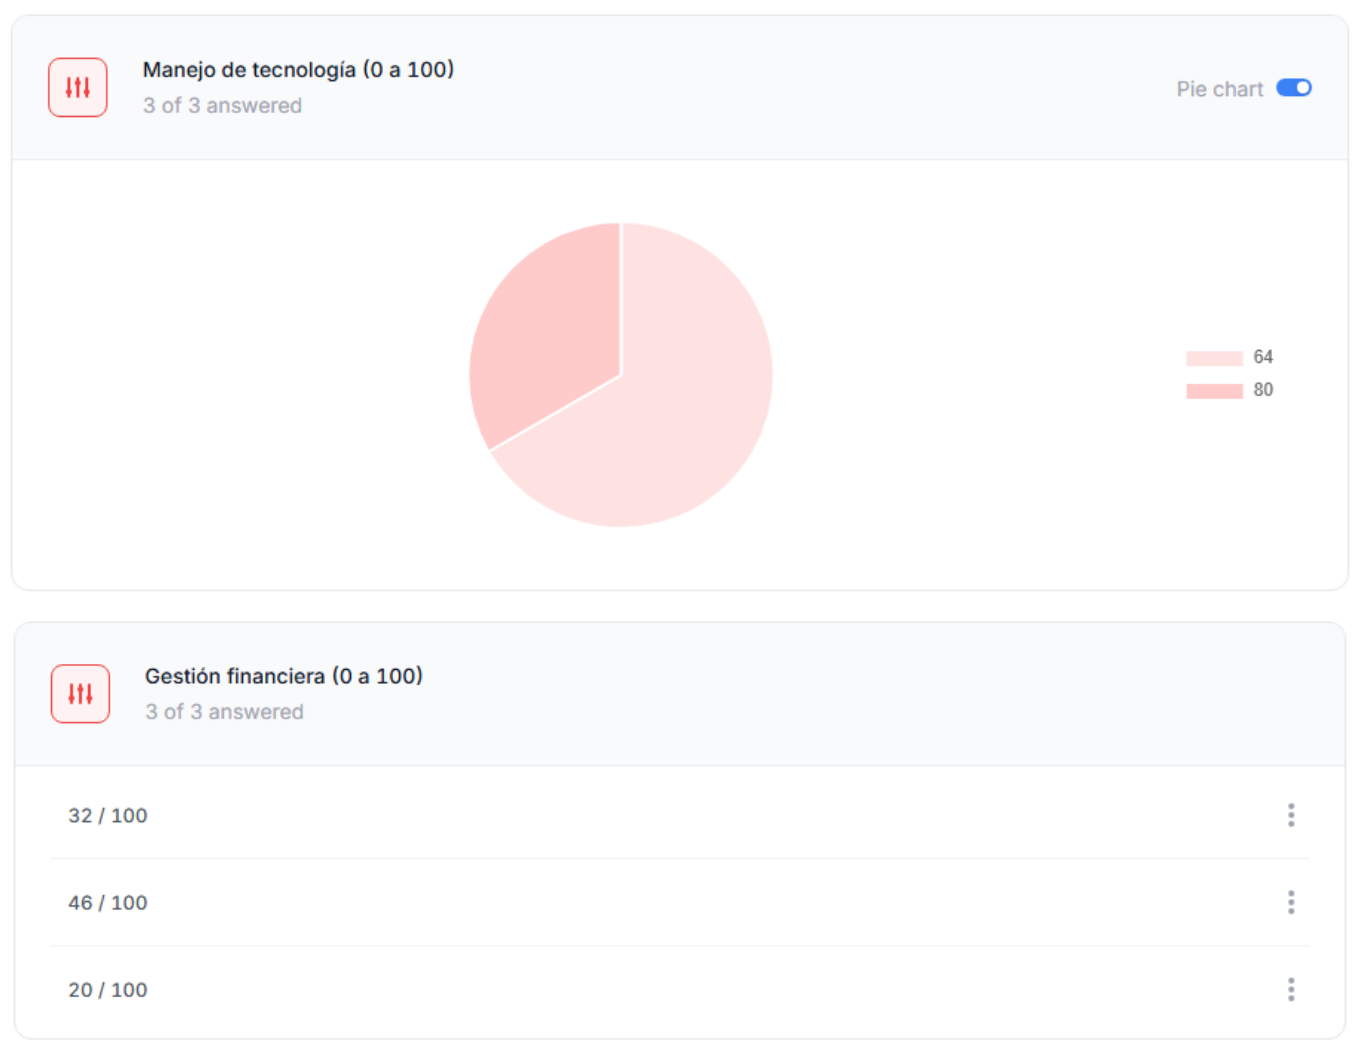 Manejo de tecnología (0 a 100)
3 of 3 answered
Pie chart
64
80
Gestión financiera (0 a 100)
3 of 3 answered
32 / 100
46 / 100
20 / 100